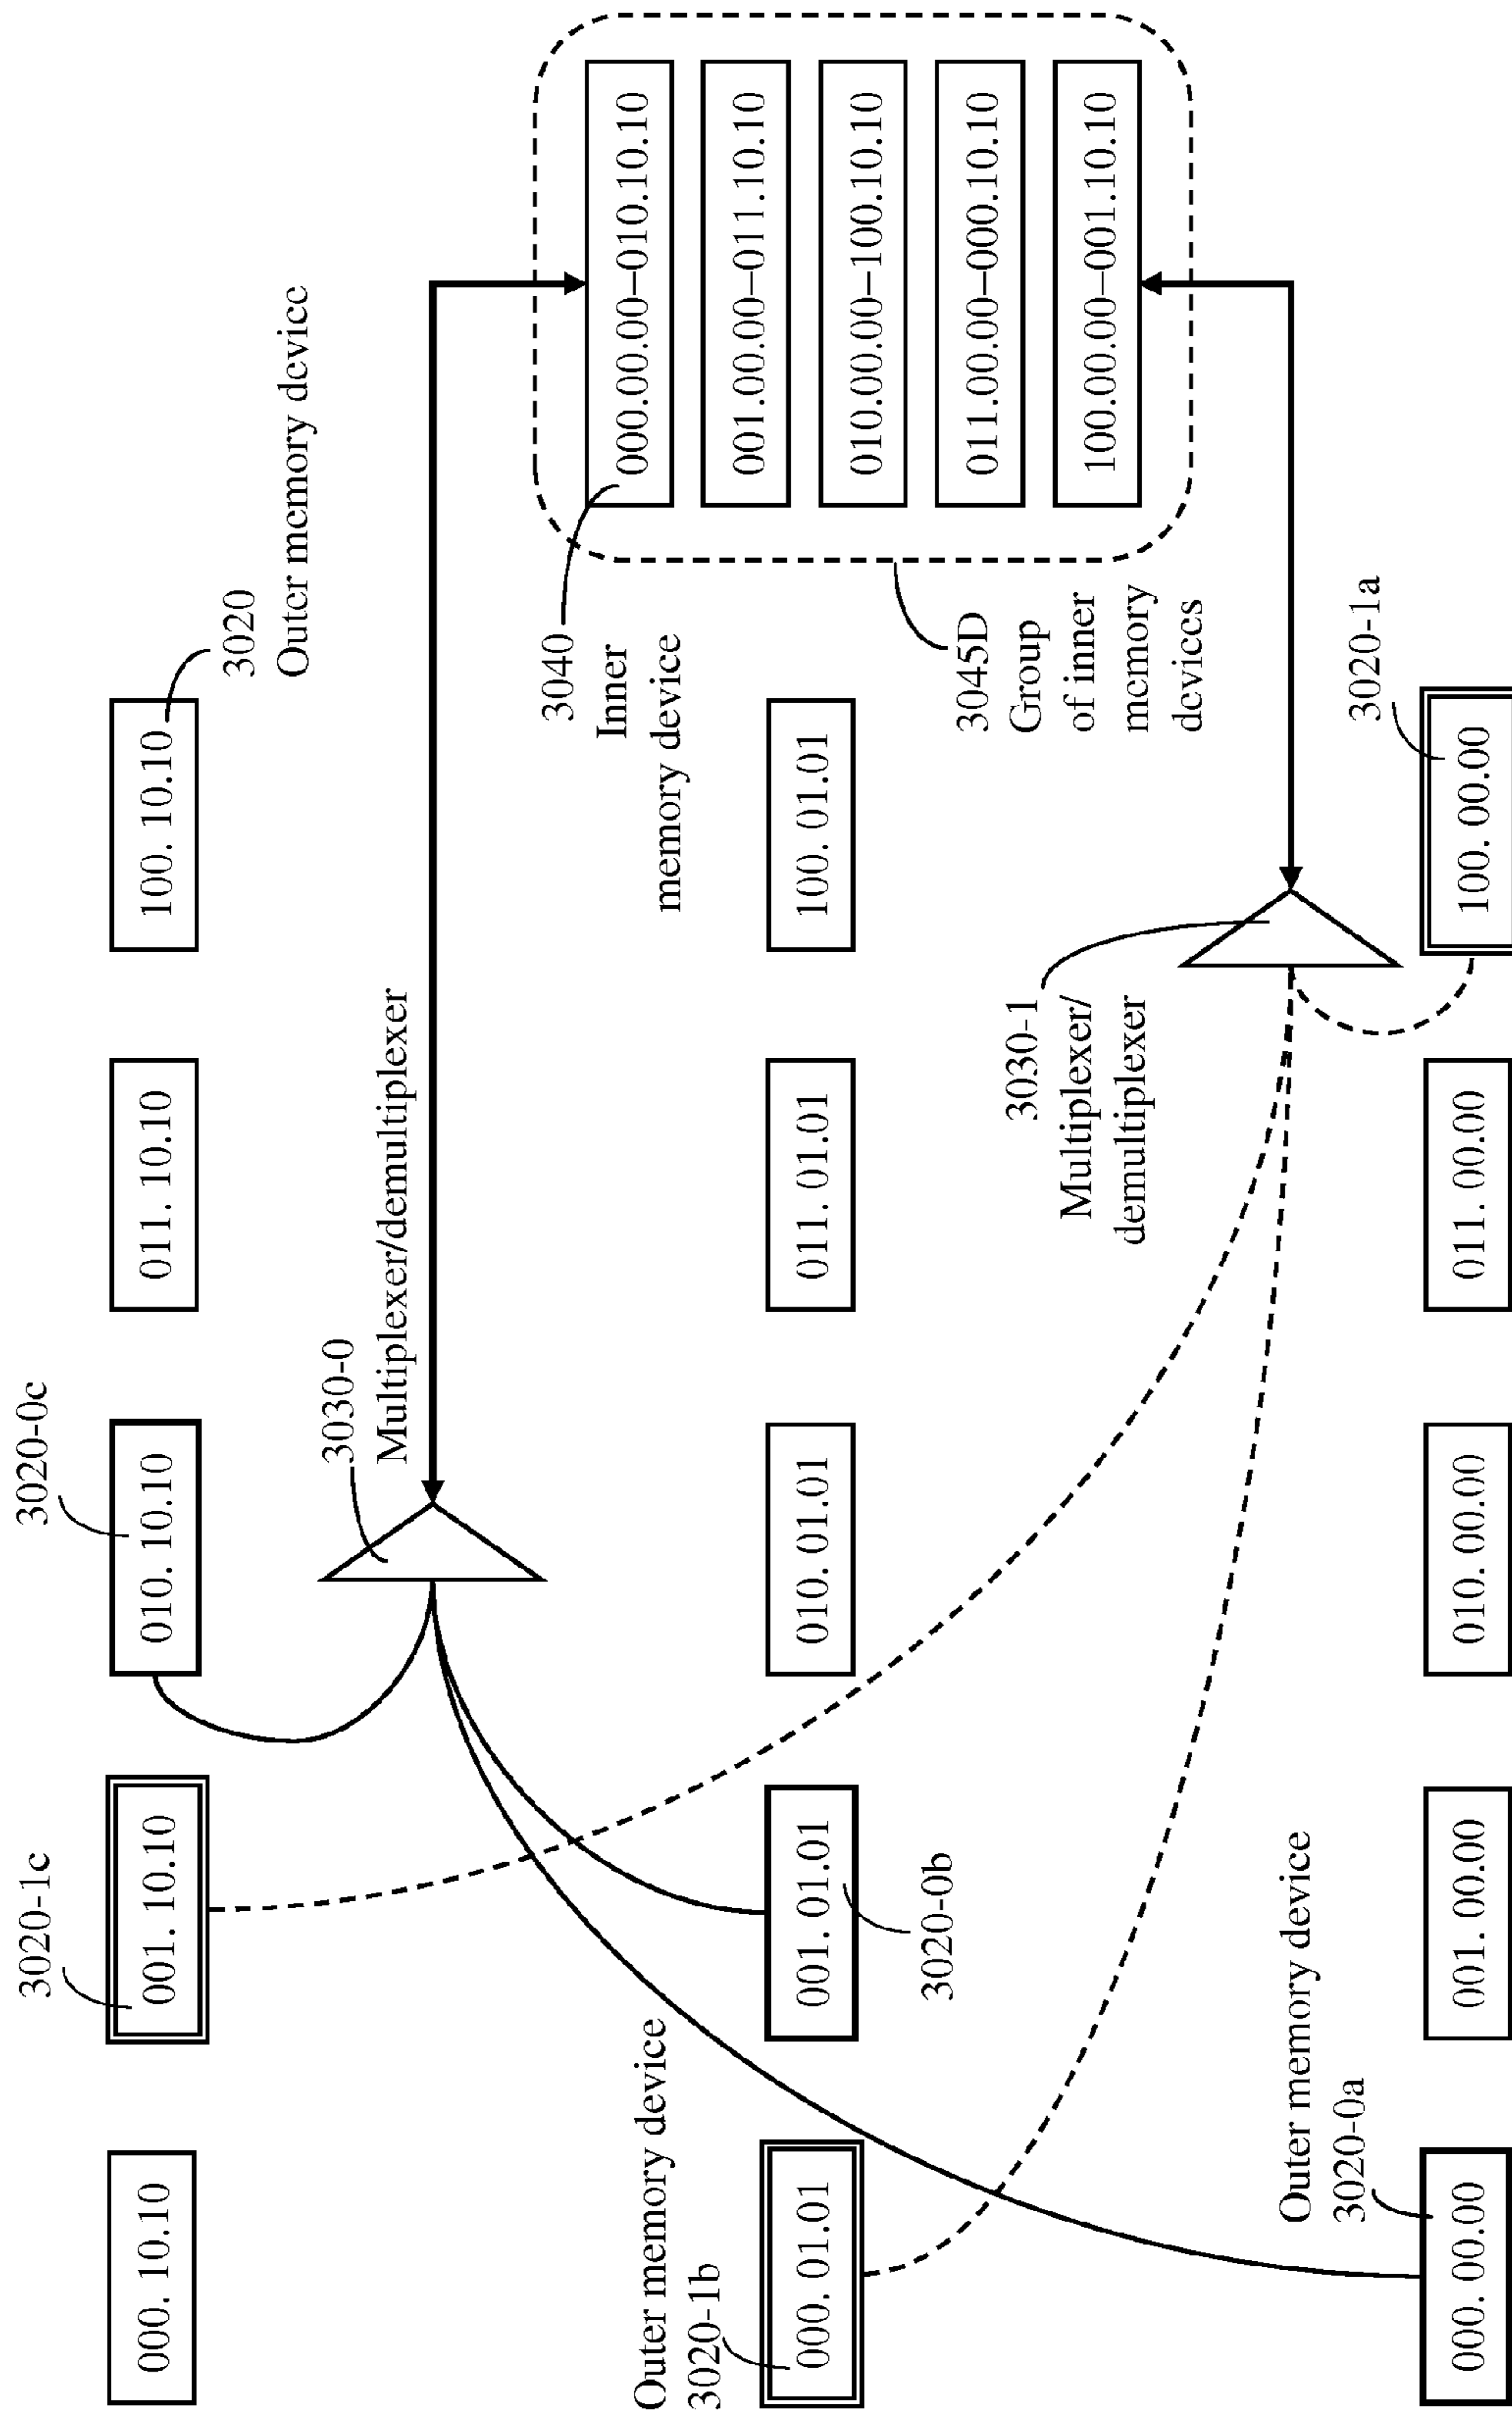 3020-1c
3020-0c
000. 10.10
001. 10.10
010. 10.10
011. 10.10
100. 10.10
3020
Outer memory device
3030-0
Multiplexer/demultiplexer
3040
Inner
memory device
000.00.00–010.10.10
001.00.00–011.10.10
010.00.00–100.10.10
011.00.00–000.10.10
100.00.00–001.10.10
Outer memory device
3020-1b
000. 01.01
001. 01.01
010. 01.01
011. 01.01
100. 01.01
3020-0b
3045D
Group
of inner
memory
devices
3030-1
Multiplexer/
demultiplexer
Outer memory device
3020-0a
3020-1a
000. 00.00
001. 00.00
010. 00.00
011. 00.00
100. 00.00